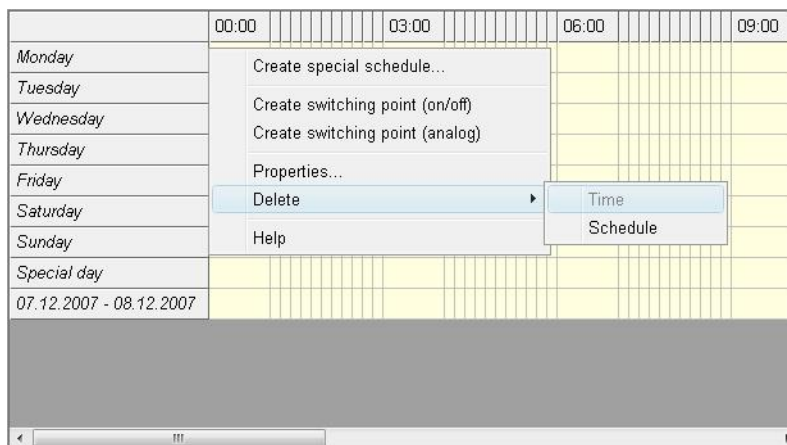 00:00 03:00 06:00 09:00
Monday
Tuesday
Wednesday
Thursday
Friday
Saturday
Sunday
Special day
07.12.2007 - 08.12.2007
Create special schedule...
Create switching point (on/off)
Create switching point (analog)
Properties...
Delete
Help
Time
Schedule